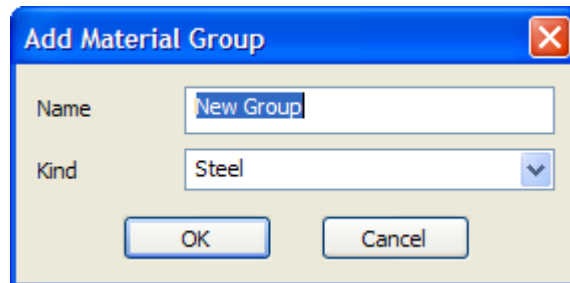 Add Material Group
Name New Group
Kind Steel
OK Cancel